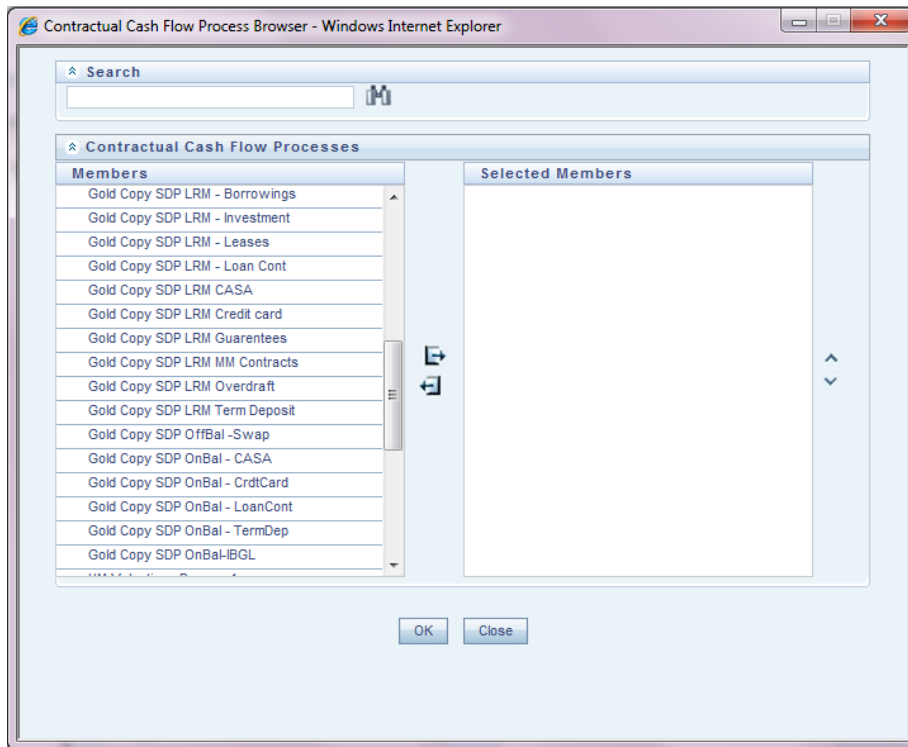 Contractual Cash Flow Process Browser - Windows Internet Explorer
Search
Contractual Cash Flow Processes
Members
Selected Members
Gold Copy SDP LRM - Borrowings
Gold Copy SDP LRM - Investment
Gold Copy SDP LRM - Leases
Gold Copy SDP LRM - Loan Cont
Gold Copy SDP LRM CASA
Gold Copy SDP LRM Credit card
Gold Copy SDP LRM Guarentees
Gold Copy SDP LRM MM Contracts
Gold Copy SDP LRM Overdraft
Gold Copy SDP LRM Term Deposit
Gold Copy SDP OffBal -Swap
Gold Copy SDP OnBal - CASA
Gold Copy SDP OnBal - CrdtCard
Gold Copy SDP OnBal - LoanCont
Gold Copy SDP OnBal - TermDep
Gold Copy SDP OnBal-IBGL
OK
Close